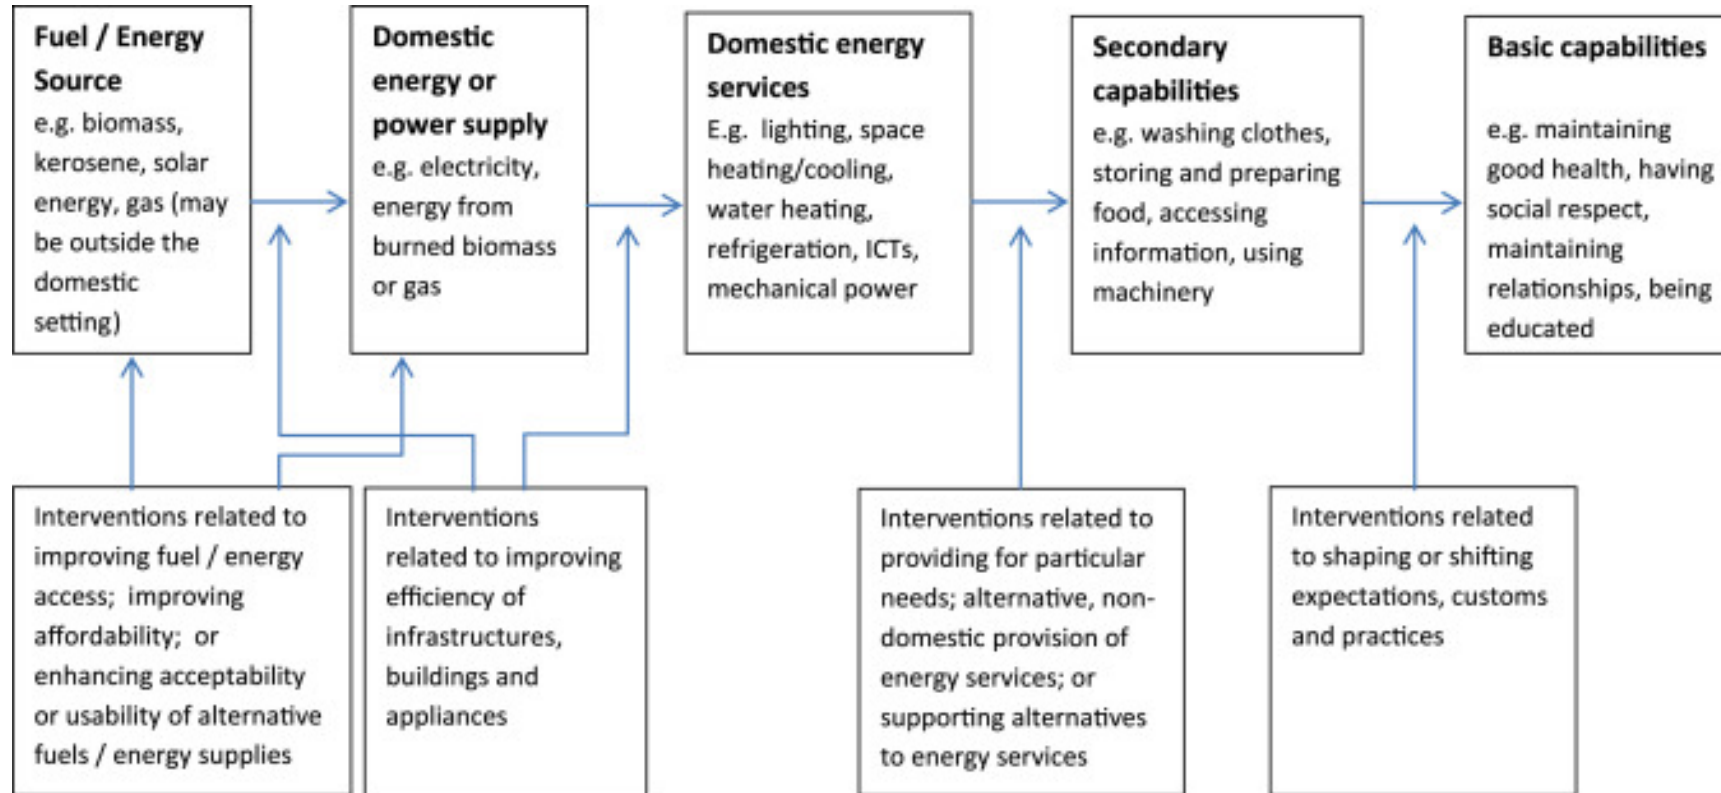 Fuel / Energy
Source
e.g. biomass,
kerosene, solar
energy, gas (may
be outside the
domestic
setting)
Domestic
energy or
power supply
e.g. electricity,
energy from
burned biomass
or gas
Domestic energy
services
E.g. lighting, space
heating/cooling,
water heating,
refrigeration, ICTs,
mechanical power
Secondary
capabilities
e.g. washing clothes,
storing and preparing
food, accessing
information, using
machinery
Basic capabilities
e.g. maintaining
good health, having
social respect,
maintaining
relationships, being
educated
Interventions related to
improving fuel / energy
access; improving
affordability; or
enhancing acceptability
or usability of alternative
fuels / energy supplies
Interventions
related to improving
efficiency of
infrastructures,
buildings and
appliances
Interventions related to
providing for particular
needs; alternative, non-
domestic provision of
energy services; or
supporting alternatives
to energy services
Interventions related
to shaping or shifting
expectations, customs
and practices